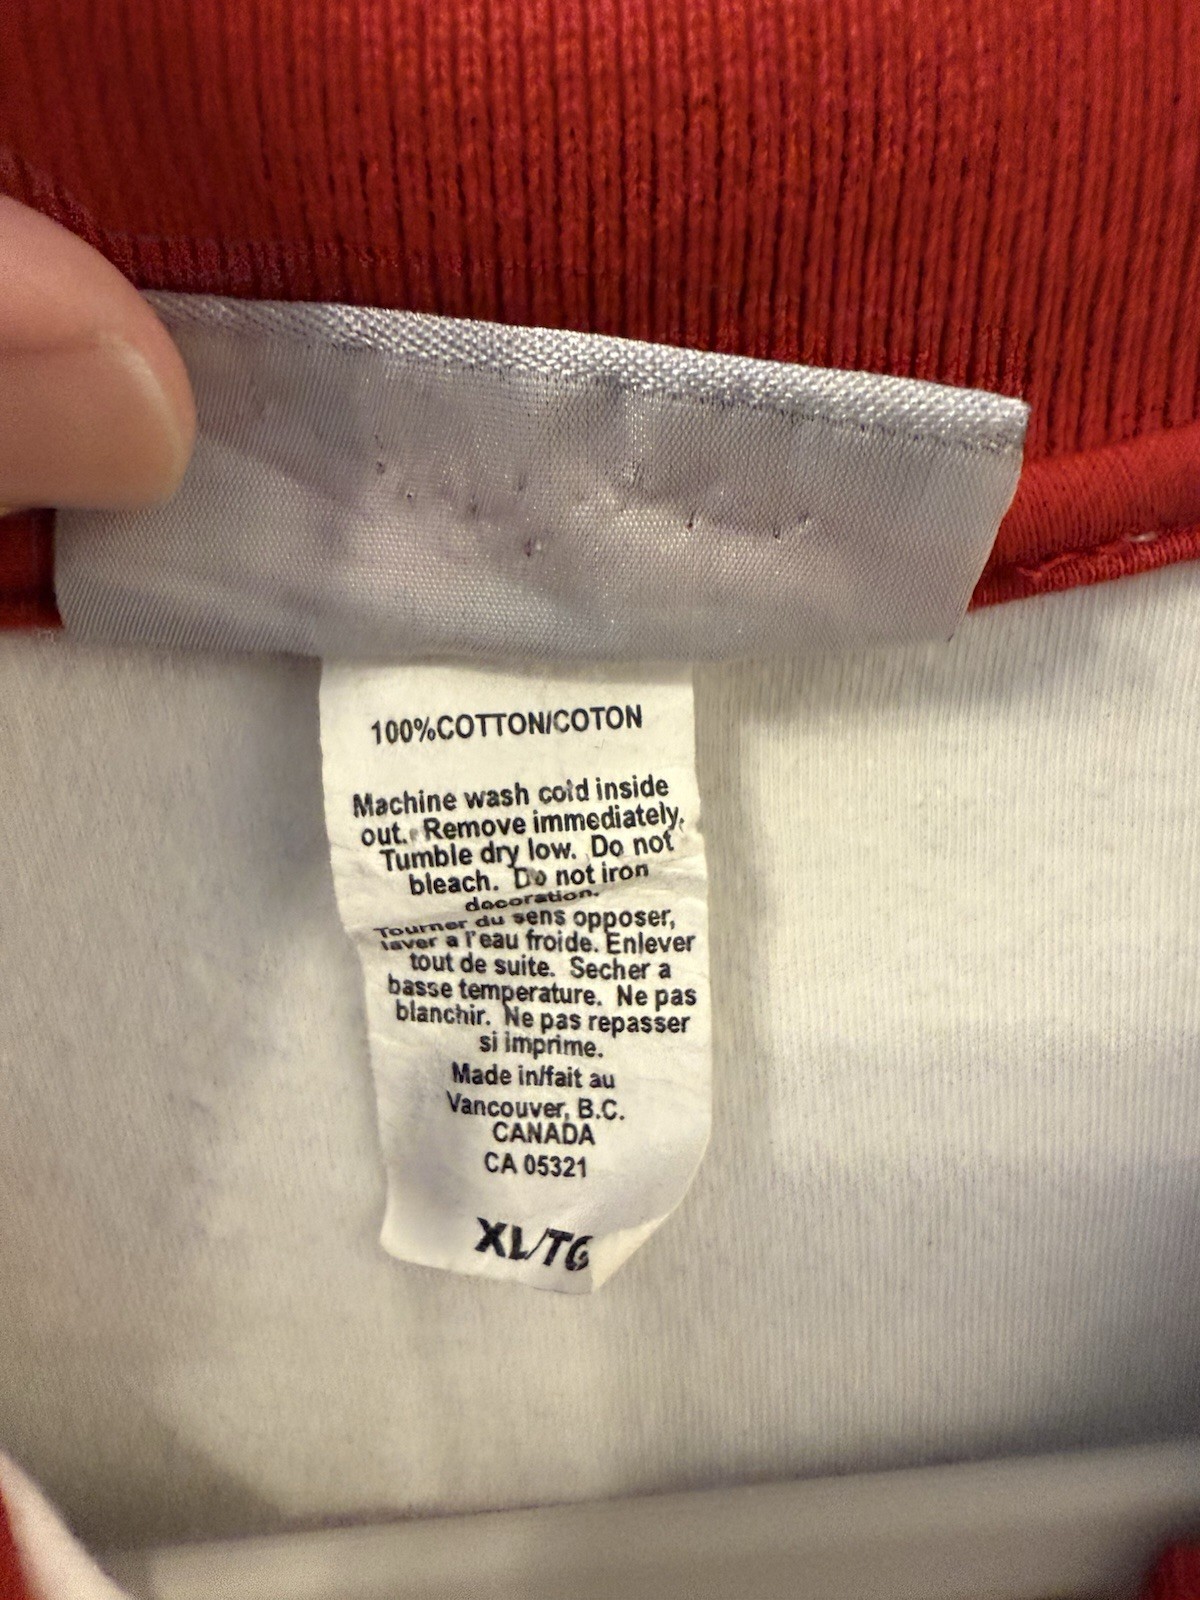 100%COTTON/COTON
Machine wash cold inside
out. Remove immediately.
Tumble dry low. Do not
bleach. Do not iron
decoration.
Tourner du sens opposer,
laver a l'eau froide. Enlever
tout de suite. Secher a
basse temperature. Ne pas
blanchir. Ne pas repasser
si imprime.
Made in/fait au
Vancouver, B.C.
CANADA
CA 05321
XL/TG